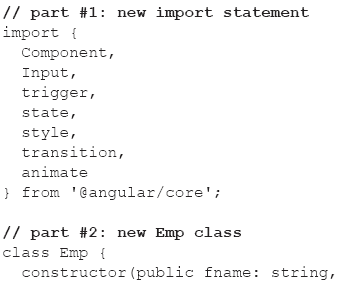 // part #1: new import statement
import {
  Component,
  Input,
  trigger,
  state,
  style,
  transition,
  animate
} from '@angular/core';

// part #2: new Emp class
class Emp {
  constructor(public fname: string,